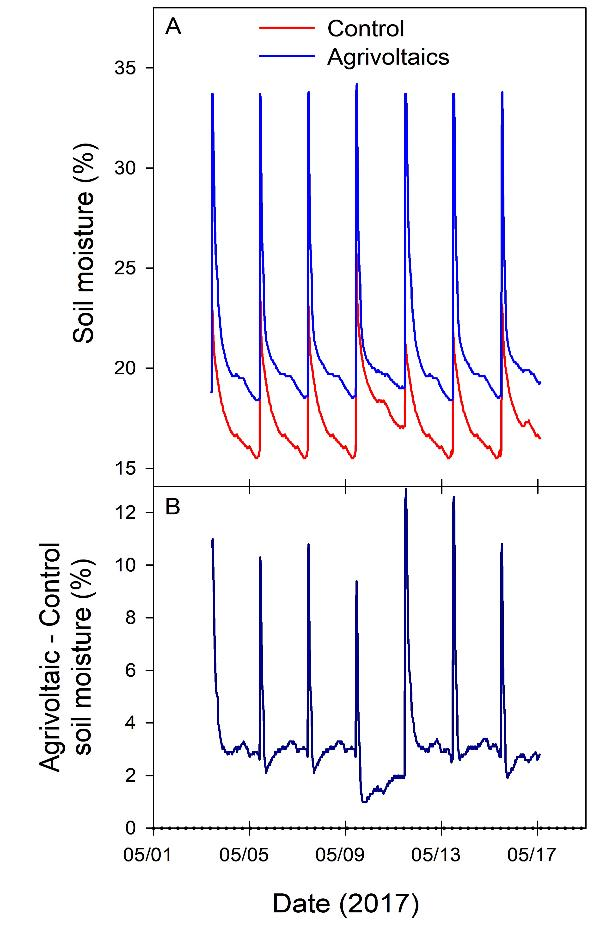 A
Control
Agrivoltaics
35
30
25
20
15
Soil moisture (%)
B
12
10
8
6
4
2
0
Agrivoltaic - Control
soil moisture (%)
05/01 05/05 05/09 05/13 05/17
Date (2017)